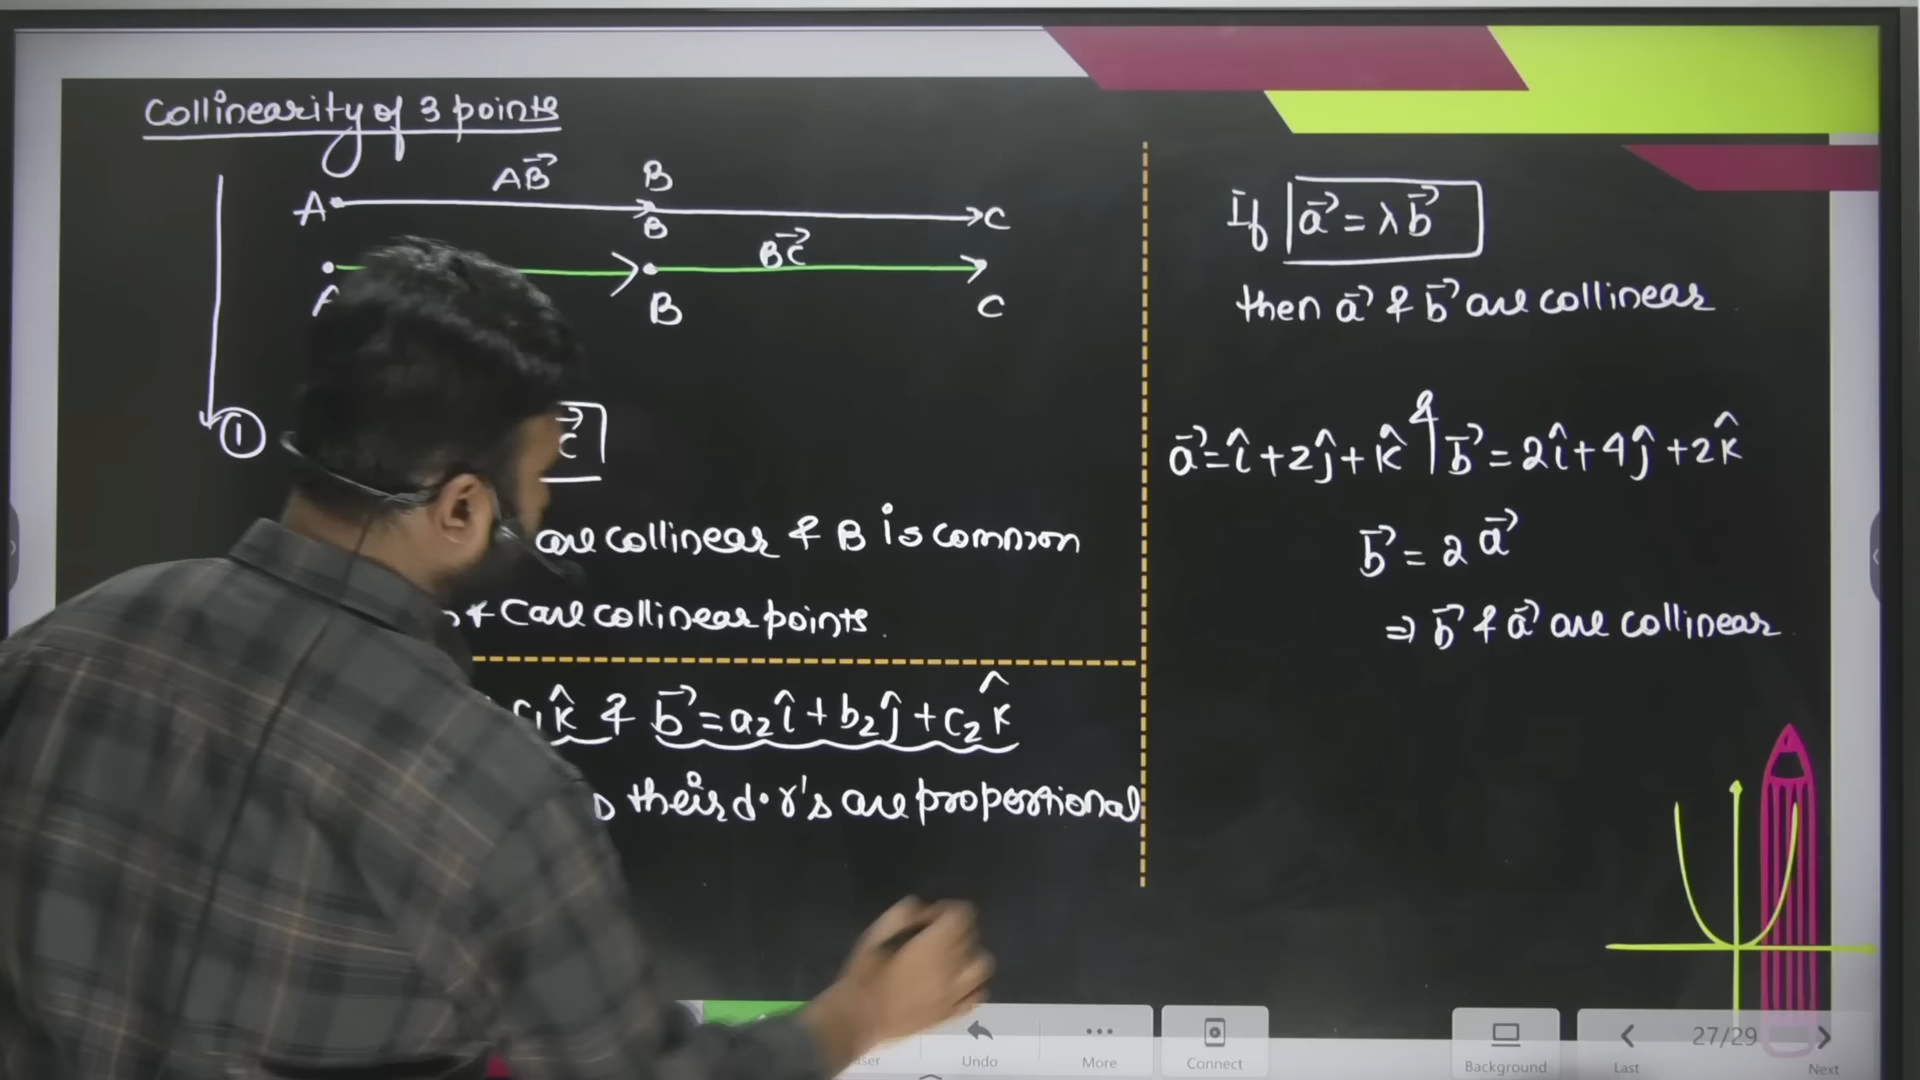 Collinearity of 3 points
AB→ B
A B C
BC→
B C
①
C→
are collinear & B is common
& C are collinear points.
c₁k̂ & b→ = a₂î + b₂ĵ + c₂k̂
their d.r's are proportional
If a→ = λ b→
then a→ & b→ are collinear
a→ = î + 2ĵ + k̂ & b→ = 2î + 4ĵ + 2k̂
b→ = 2 a→
⇒ b→ & a→ are collinear
Undo More Connect Background Last 27/29 Next